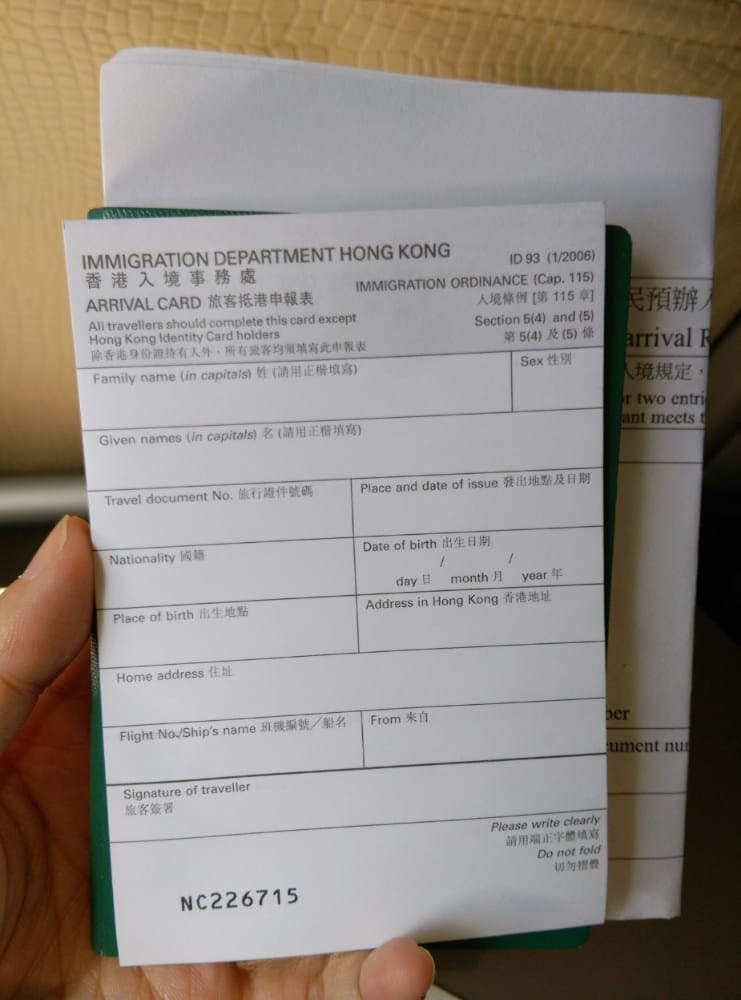 IMMIGRATION DEPARTMENT HONG KONG
香港入境事務處
ARRIVAL CARD 旅客抵港申報表
All travellers should complete this card except
Hong Kong Identity Card holders
除香港身份證持有人外，所有旅客均須填寫此申報表
ID 93 (1/2006)
IMMIGRATION ORDINANCE (Cap. 115)
入境條例 [第 115 章]
Section 5(4) and (5)
第 5(4) 及 (5) 條
Family name (in capitals) 姓 (請用正楷填寫)
Sex 性別
Given names (in capitals) 名 (請用正楷填寫)
Travel document No. 旅行證件號碼
Place and date of issue 發出地點及日期
Nationality 國籍
Date of birth 出生日期
/ /
day 日 month 月 year 年
Place of birth 出生地點
Address in Hong Kong 香港地址
Home address 住址
Flight No./Ship's name 班機編號／船名
From 來自
Signature of traveller
旅客簽署
Please write clearly
請用端正字體填寫
Do not fold
切勿摺疊
NC226715
民預辦入
arrival R
入境規定，
or two entri
ant meets t
ber
ument nu